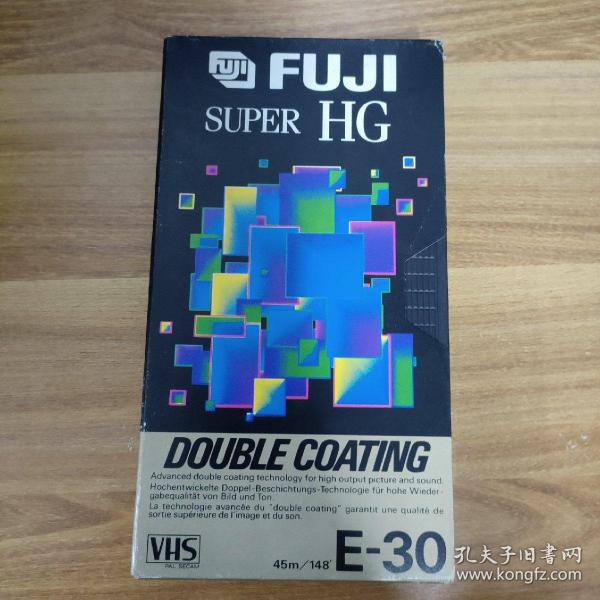 FUJI FUJI
SUPER HG
DOUBLE COATING
Advanced double coating technology for high output picture and sound.
Hochentwickelte Doppel-Beschichtungs-Technologie für hohe Wieder-
gabequalität von Bild und Ton.
La technologie avancée du "double coating" garantit une qualité de
sortie supérieure de l'image et du son.
VHS
PAL SECAM
45m/148'
E-30
孔夫子旧书网
www.kongfz.com